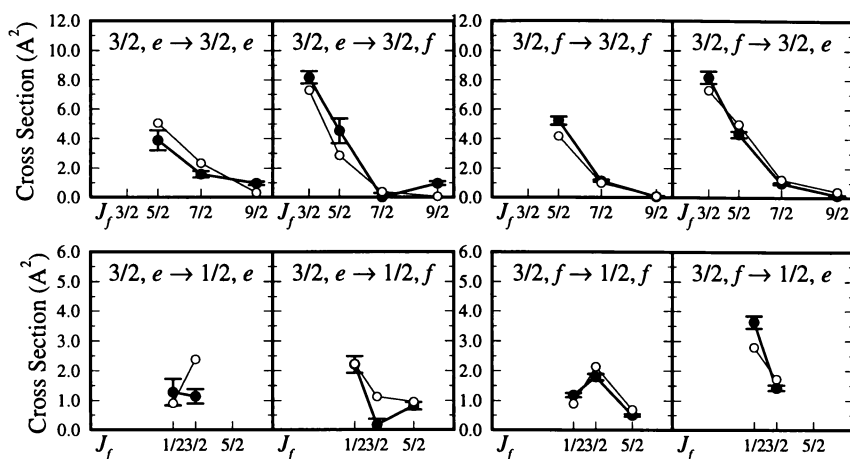 Cross Section (A²)
12.0
10.0
8.0
6.0
4.0
2.0
0.0
3/2, e → 3/2, e
3/2, e → 3/2, f
J_f 3/2 5/2 7/2 9/2
J_f 3/2 5/2 7/2 9/2
12.0
10.0
8.0
6.0
4.0
2.0
0.0
3/2, f → 3/2, f
3/2, f → 3/2, e
J_f 3/2 5/2 7/2 9/2
J_f 3/2 5/2 7/2 9/2
Cross Section (A²)
6.0
5.0
4.0
3.0
2.0
1.0
0.0
3/2, e → 1/2, e
3/2, e → 1/2, f
J_f 1/2 3/2 5/2
J_f 1/2 3/2 5/2
6.0
5.0
4.0
3.0
2.0
1.0
0.0
3/2, f → 1/2, f
3/2, f → 1/2, e
J_f 1/2 3/2 5/2
J_f 1/2 3/2 5/2